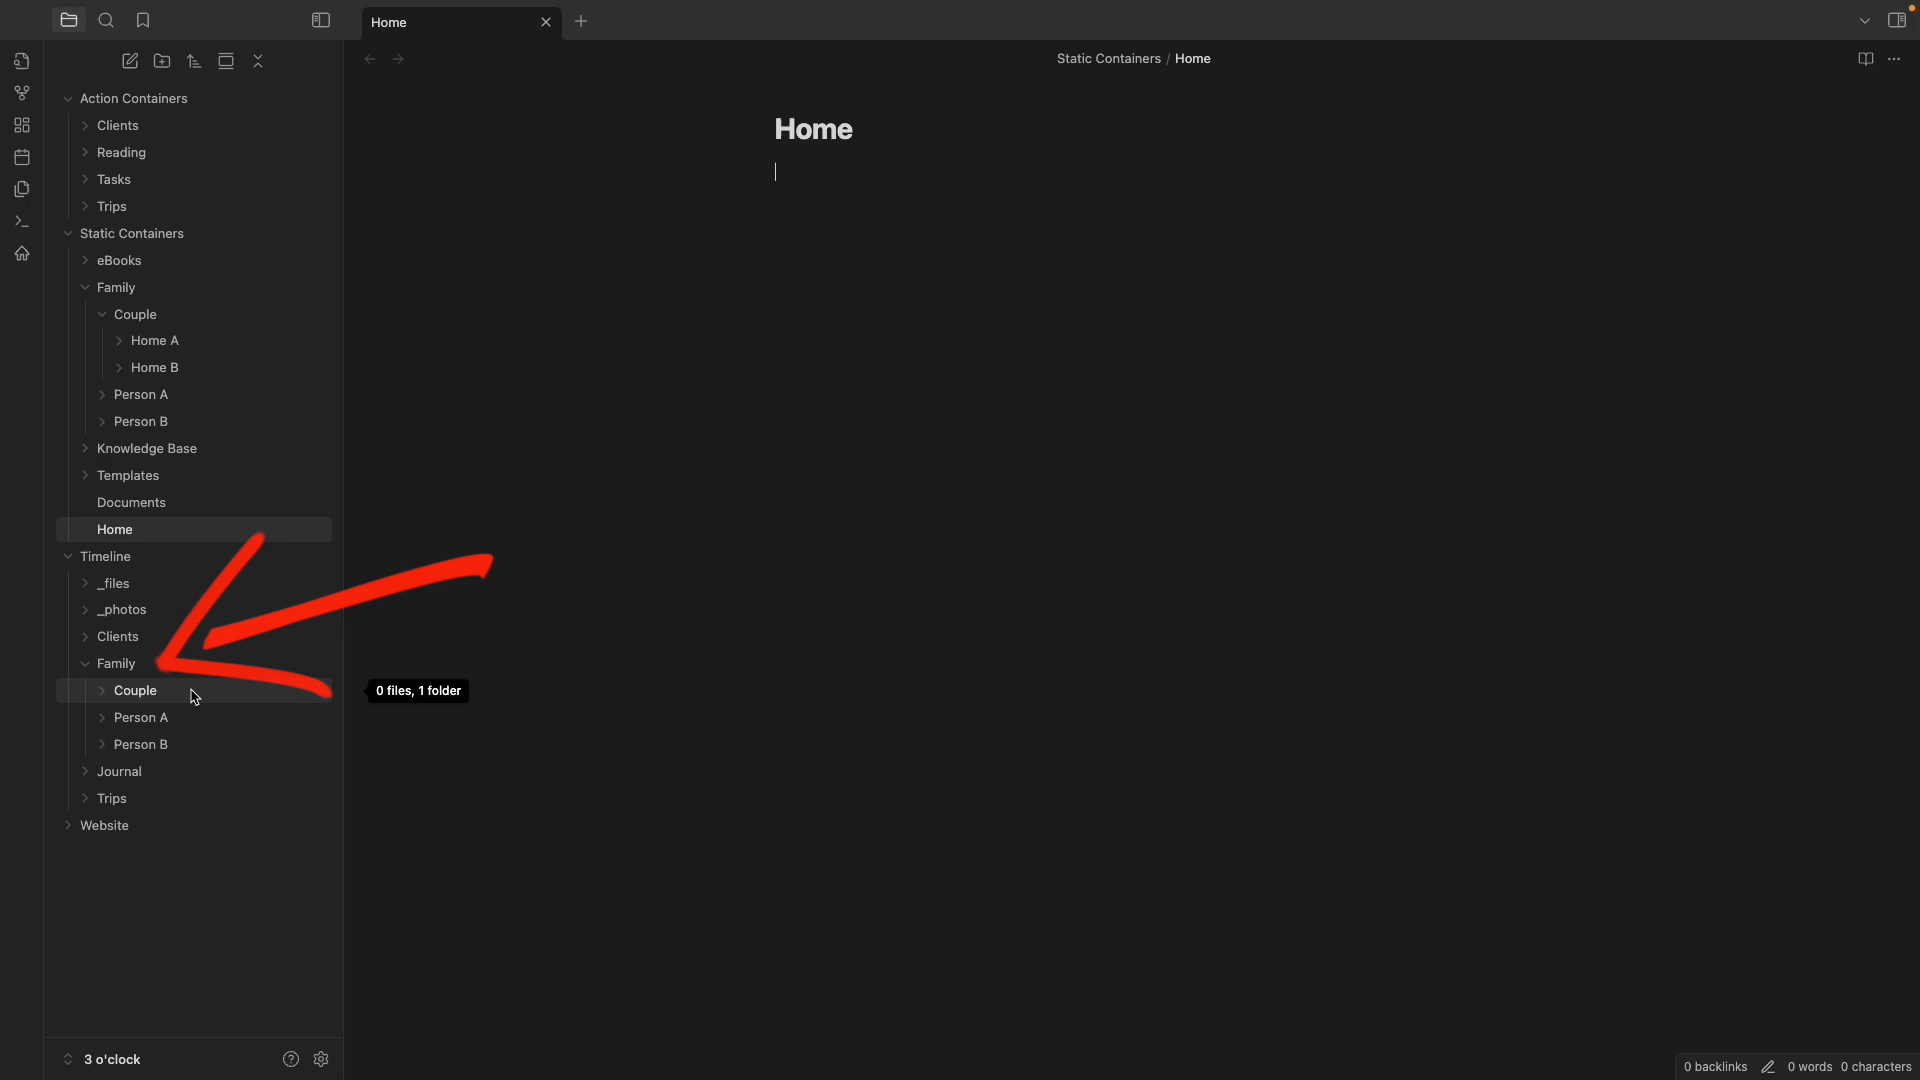 Home
Static Containers / Home
Action Containers
Clients
Reading
Tasks
Trips
Static Containers
eBooks
Family
Couple
Home A
Home B
Person A
Person B
Knowledge Base
Templates
Documents
Home
Timeline
_files
_photos
Clients
Family
Couple
Person A
Person B
Journal
Trips
Website
3 o'clock
Home
0 files, 1 folder
0 backlinks 0 words 0 characters